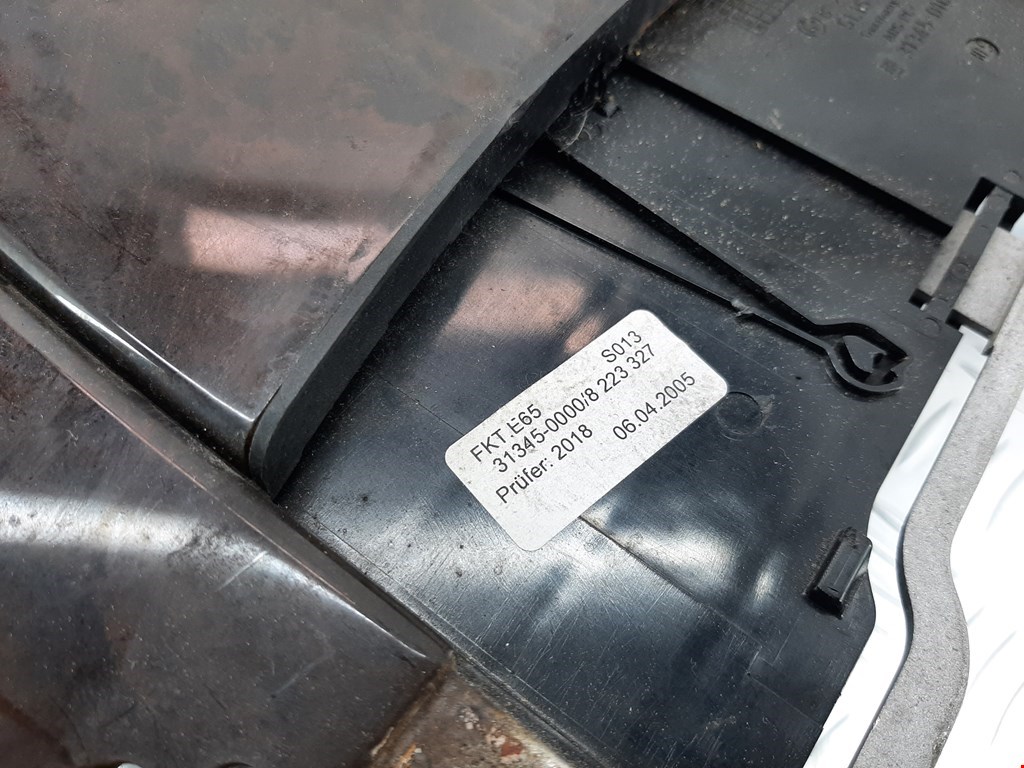 FKT.E65 S013
31345-0000/8 223 327
Prüfer: 2018 06.04.2005